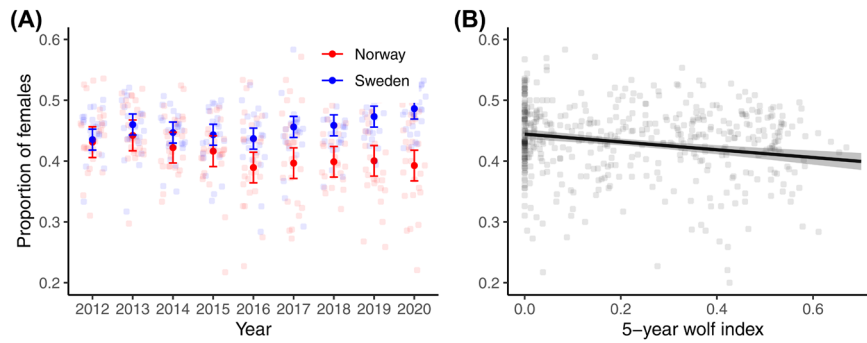 (A)
Proportion of females
0.6
0.5
0.4
0.3
0.2
Norway
Sweden
2012 2013 2014 2015 2016 2017 2018 2019 2020
Year
(B)
0.6
0.5
0.4
0.3
0.2
0.0 0.2 0.4 0.6
5−year wolf index